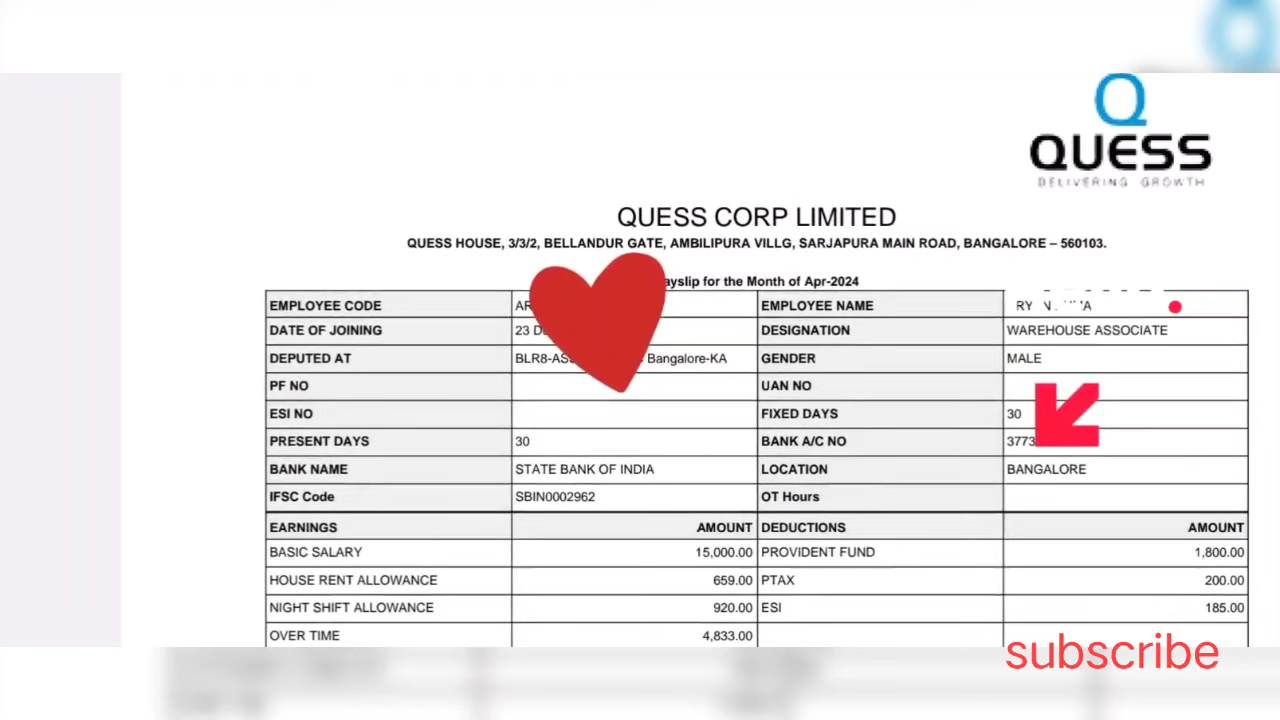 QUESS
DELIVERING GROWTH
QUESS CORP LIMITED
QUESS HOUSE, 3/3/2, BELLANDUR GATE, AMBILIPURA VILLG, SARJAPURA MAIN ROAD, BANGALORE – 560103.
for the Month of Apr-2024
EMPLOYEE CODE EMPLOYEE NAME
DATE OF JOINING 23 DESIGNATION WAREHOUSE ASSOCIATE
DEPUTED AT Bangalore-KA GENDER MALE
PF NO UAN NO
ESI NO FIXED DAYS 30
PRESENT DAYS 30 BANK A/C NO
BANK NAME STATE BANK OF INDIA LOCATION BANGALORE
IFSC Code SBIN0002962 OT Hours
EARNINGS AMOUNT DEDUCTIONS AMOUNT
BASIC SALARY 15,000.00 PROVIDENT FUND 1,800.00
HOUSE RENT ALLOWANCE 659.00 PTAX 200.00
NIGHT SHIFT ALLOWANCE 920.00 ESI 185.00
OVER TIME 4,833.00
subscribe